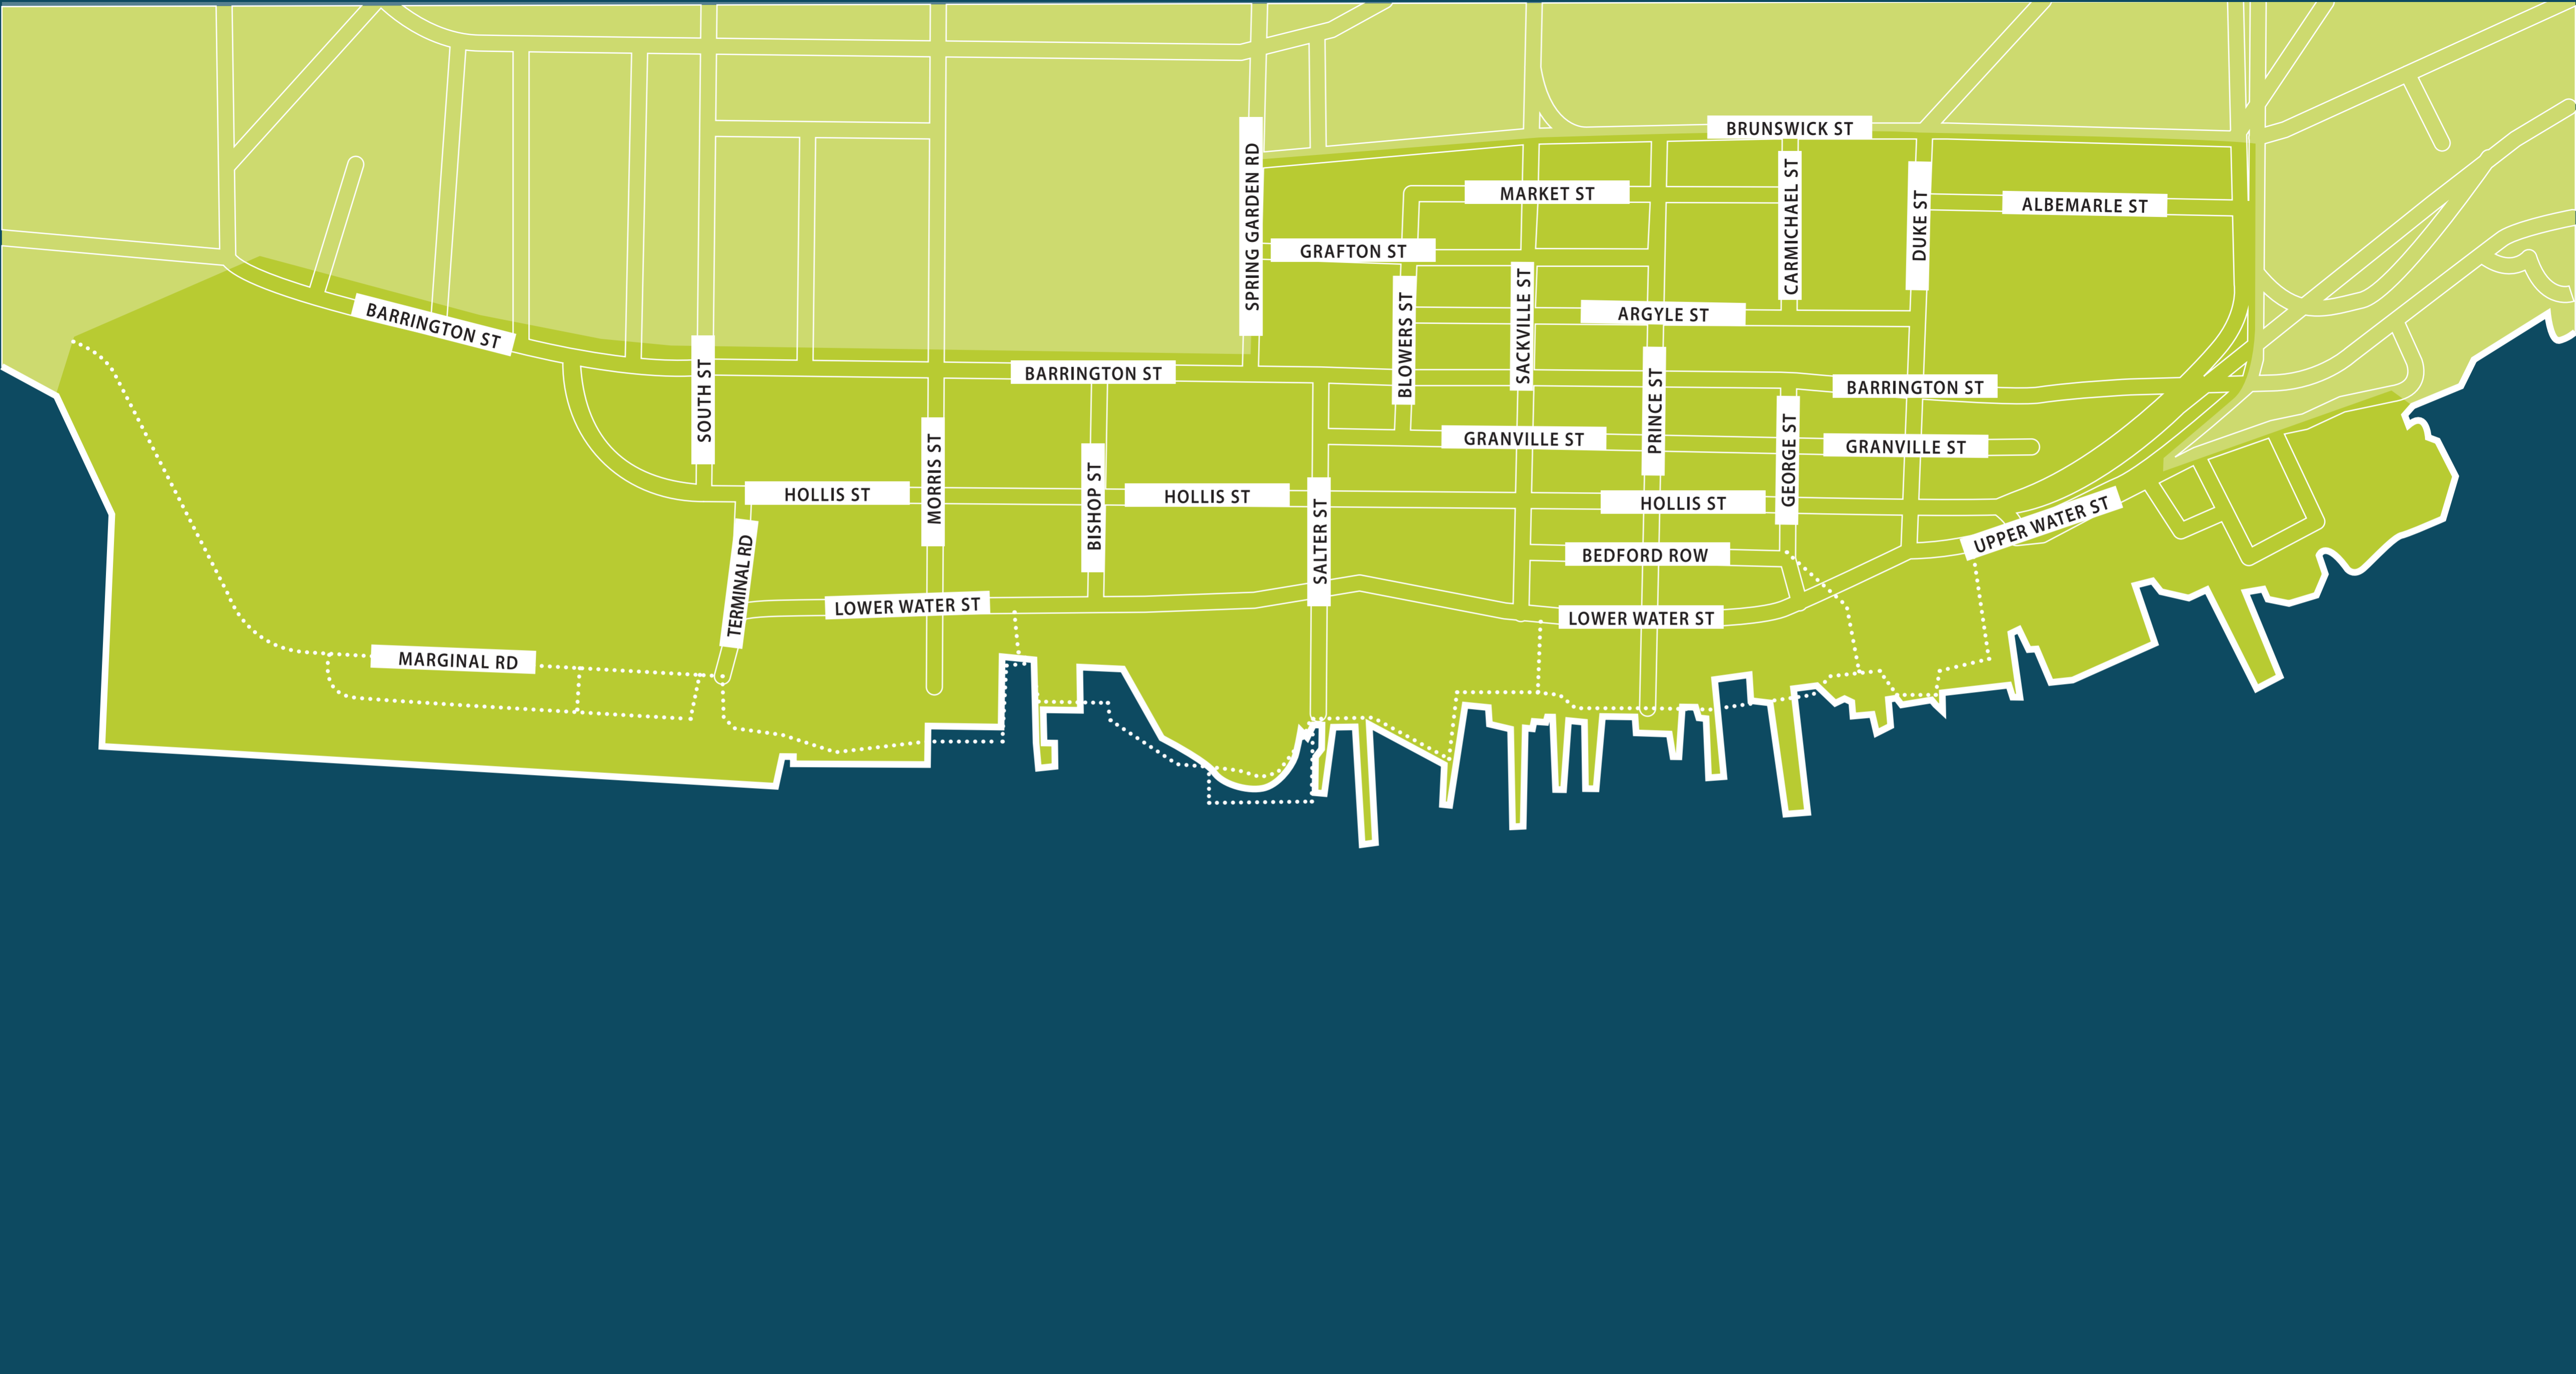 BRUNSWICK ST
MARKET ST
ALBEMARLE ST
SPRING GARDEN RD
CARMICHAEL ST
DUKE ST
GRAFTON ST
BARRINGTON ST
ARGYLE ST
BLOWERS ST
SACKVILLE ST
SOUTH ST
BARRINGTON ST
BARRINGTON ST
PRINCE ST
GEORGE ST
GRANVILLE ST
GRANVILLE ST
MORRIS ST
BISHOP ST
HOLLIS ST
HOLLIS ST
HOLLIS ST
SALTER ST
UPPER WATER ST
TERMINAL RD
BEDFORD ROW
LOWER WATER ST
LOWER WATER ST
MARGINAL RD